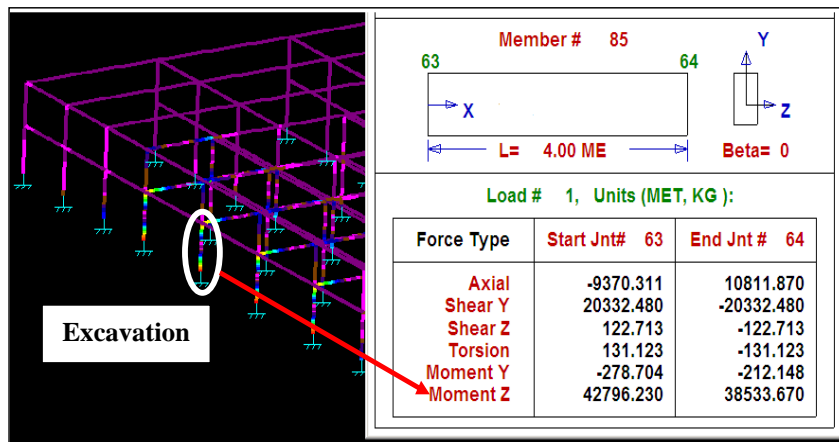 Excavation
Member # 85
63 64
Y
X
Z
L= 4.00 ME
Beta= 0
Load # 1, Units (MET, KG ):
Force Type Start Jnt# 63 End Jnt # 64
Axial -9370.311 10811.870
Shear Y 20332.480 -20332.480
Shear Z 122.713 -122.713
Torsion 131.123 -131.123
Moment Y -278.704 -212.148
Moment Z 42796.230 38533.670